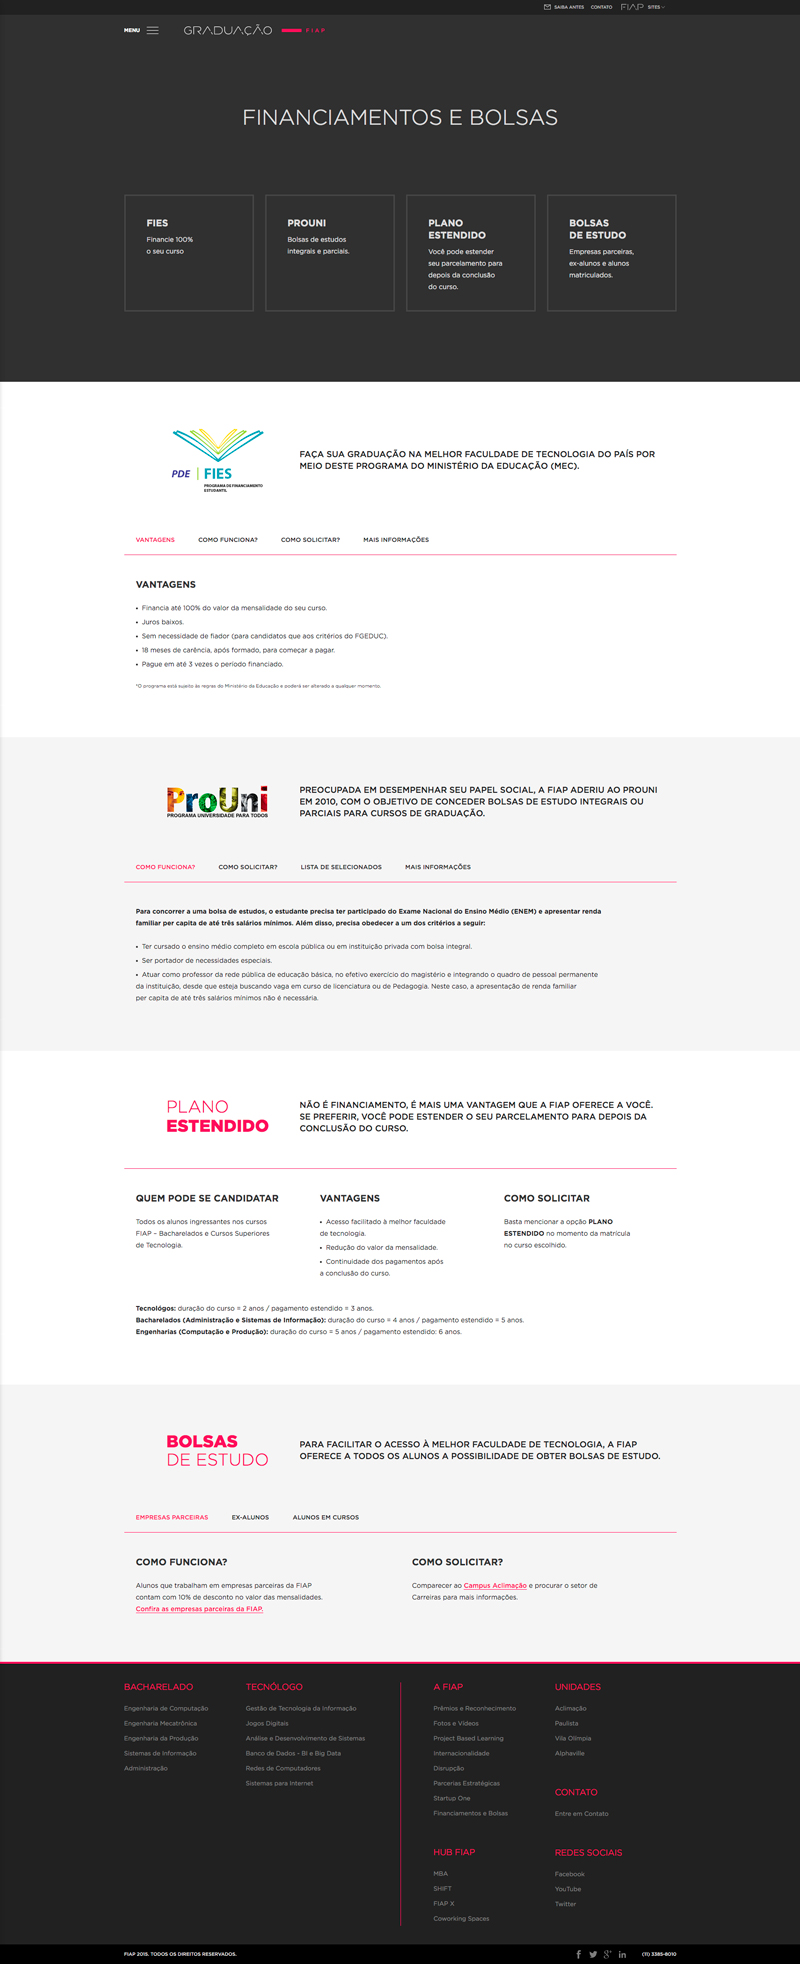 SAIBA ANTES CONTATO FIAP SITES
MENU GRADUAÇÃO FIAP
FINANCIAMENTOS E BOLSAS
FIES
Financie 100%
o seu curso
PROUNI
Bolsas de estudos
integrais e parciais.
PLANO
ESTENDIDO
Você pode estender
seu parcelamento para
depois da conclusão
do curso.
BOLSAS
DE ESTUDO
Empresas parceiras,
ex-alunos e alunos
matriculados.
PDE FIES
PROGRAMA DE FINANCIAMENTO
ESTUDANTIL
FAÇA SUA GRADUAÇÃO NA MELHOR FACULDADE DE TECNOLOGIA DO PAÍS POR
MEIO DESTE PROGRAMA DO MINISTÉRIO DA EDUCAÇÃO (MEC).
VANTAGENS COMO FUNCIONA? COMO SOLICITAR? MAIS INFORMAÇÕES
VANTAGENS
• Financia até 100% do valor da mensalidade do seu curso.
• Juros baixos.
• Sem necessidade de fiador (para candidatos que aos critérios do FGEDUC).
• 18 meses de carência, após formado, para começar a pagar.
• Pague em até 3 vezes o período financiado.
*O programa está sujeito às regras do Ministério da Educação e poderá ser alterado a qualquer momento.
ProUni
PROGRAMA UNIVERSIDADE PARA TODOS
PREOCUPADA EM DESEMPENHAR SEU PAPEL SOCIAL, A FIAP ADERIU AO PROUNI
EM 2010, COM O OBJETIVO DE CONCEDER BOLSAS DE ESTUDO INTEGRAIS OU
PARCIAIS PARA CURSOS DE GRADUAÇÃO.
COMO FUNCIONA? COMO SOLICITAR? LISTA DE SELECIONADOS MAIS INFORMAÇÕES
Para concorrer a uma bolsa de estudos, o estudante precisa ter participado do Exame Nacional do Ensino Médio (ENEM) e apresentar renda
familiar per capita de até três salários mínimos. Além disso, precisa obedecer a um dos critérios a seguir:
• Ter cursado o ensino médio completo em escola pública ou em instituição privada com bolsa integral.
• Ser portador de necessidades especiais.
• Atuar como professor da rede pública de educação básica, no efetivo exercício do magistério e integrando o quadro de pessoal permanente
da instituição, desde que esteja buscando vaga em curso de licenciatura ou de Pedagogia. Neste caso, a apresentação de renda familiar
per capita de até três salários mínimos não é necessária.
PLANO
ESTENDIDO
NÃO É FINANCIAMENTO, É MAIS UMA VANTAGEM QUE A FIAP OFERECE A VOCÊ.
SE PREFERIR, VOCÊ PODE ESTENDER O SEU PARCELAMENTO PARA DEPOIS DA
CONCLUSÃO DO CURSO.
QUEM PODE SE CANDIDATAR
Todos os alunos ingressantes nos cursos
FIAP – Bacharelados e Cursos Superiores
de Tecnologia.
VANTAGENS
• Acesso facilitado à melhor faculdade
de tecnologia.
• Redução do valor da mensalidade.
• Continuidade dos pagamentos após
a conclusão do curso.
COMO SOLICITAR
Basta mencionar a opção PLANO
ESTENDIDO no momento da matrícula
no curso escolhido.
Tecnológos: duração do curso = 2 anos / pagamento estendido = 3 anos.
Bacharelados (Administração e Sistemas de Informação): duração do curso = 4 anos / pagamento estendido = 5 anos.
Engenharias (Computação e Produção): duração do curso = 5 anos / pagamento estendido: 6 anos.
BOLSAS
DE ESTUDO
PARA FACILITAR O ACESSO À MELHOR FACULDADE DE TECNOLOGIA, A FIAP
OFERECE A TODOS OS ALUNOS A POSSIBILIDADE DE OBTER BOLSAS DE ESTUDO.
EMPRESAS PARCEIRAS EX-ALUNOS ALUNOS EM CURSOS
COMO FUNCIONA?
Alunos que trabalham em empresas parceiras da FIAP
contam com 10% de desconto no valor das mensalidades.
Confira as empresas parceiras da FIAP.
COMO SOLICITAR?
Comparecer ao Campus Aclimação e procurar o setor de
Carreiras para mais informações.
BACHARELADO
Engenharia de Computação
Engenharia Mecatrônica
Engenharia da Produção
Sistemas de Informação
Administração
TECNÓLOGO
Gestão de Tecnologia da Informação
Jogos Digitais
Análise e Desenvolvimento de Sistemas
Banco de Dados - BI e Big Data
Redes de Computadores
Sistemas para Internet
A FIAP
Prêmios e Reconhecimento
Fotos e Vídeos
Project Based Learning
Internacionalidade
Disrupção
Parcerias Estratégicas
Startup One
Financiamentos e Bolsas
HUB FIAP
MBA
SHIFT
FIAP X
Coworking Spaces
UNIDADES
Aclimação
Paulista
Vila Olímpia
Alphaville
CONTATO
Entre em Contato
REDES SOCIAIS
Facebook
YouTube
Twitter
FIAP 2015. TODOS OS DIREITOS RESERVADOS.
(11) 3385-8010